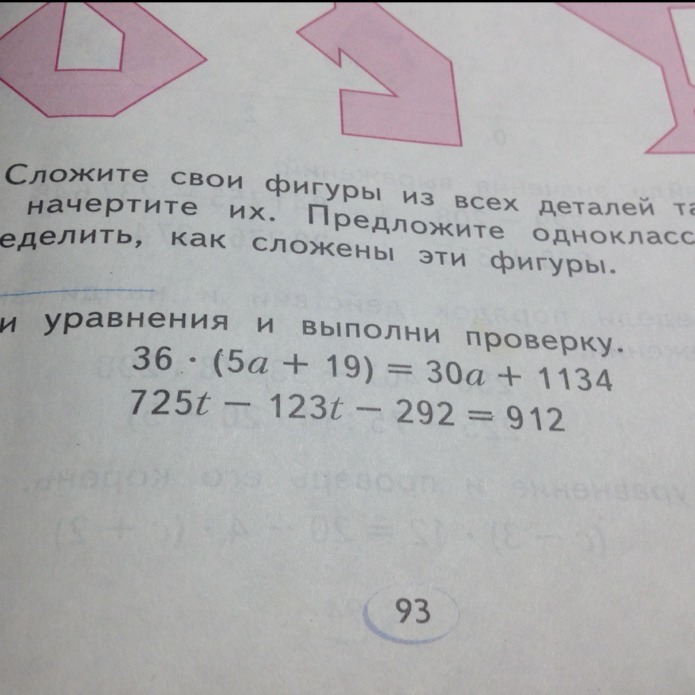 Сложите свои фигуры из всех деталей та
начертите их. Предложите однокласс
еделить, как сложены эти фигуры.
и уравнения и выполни проверку.
36 · (5a + 19) = 30a + 1134
725t − 123t − 292 = 912
93